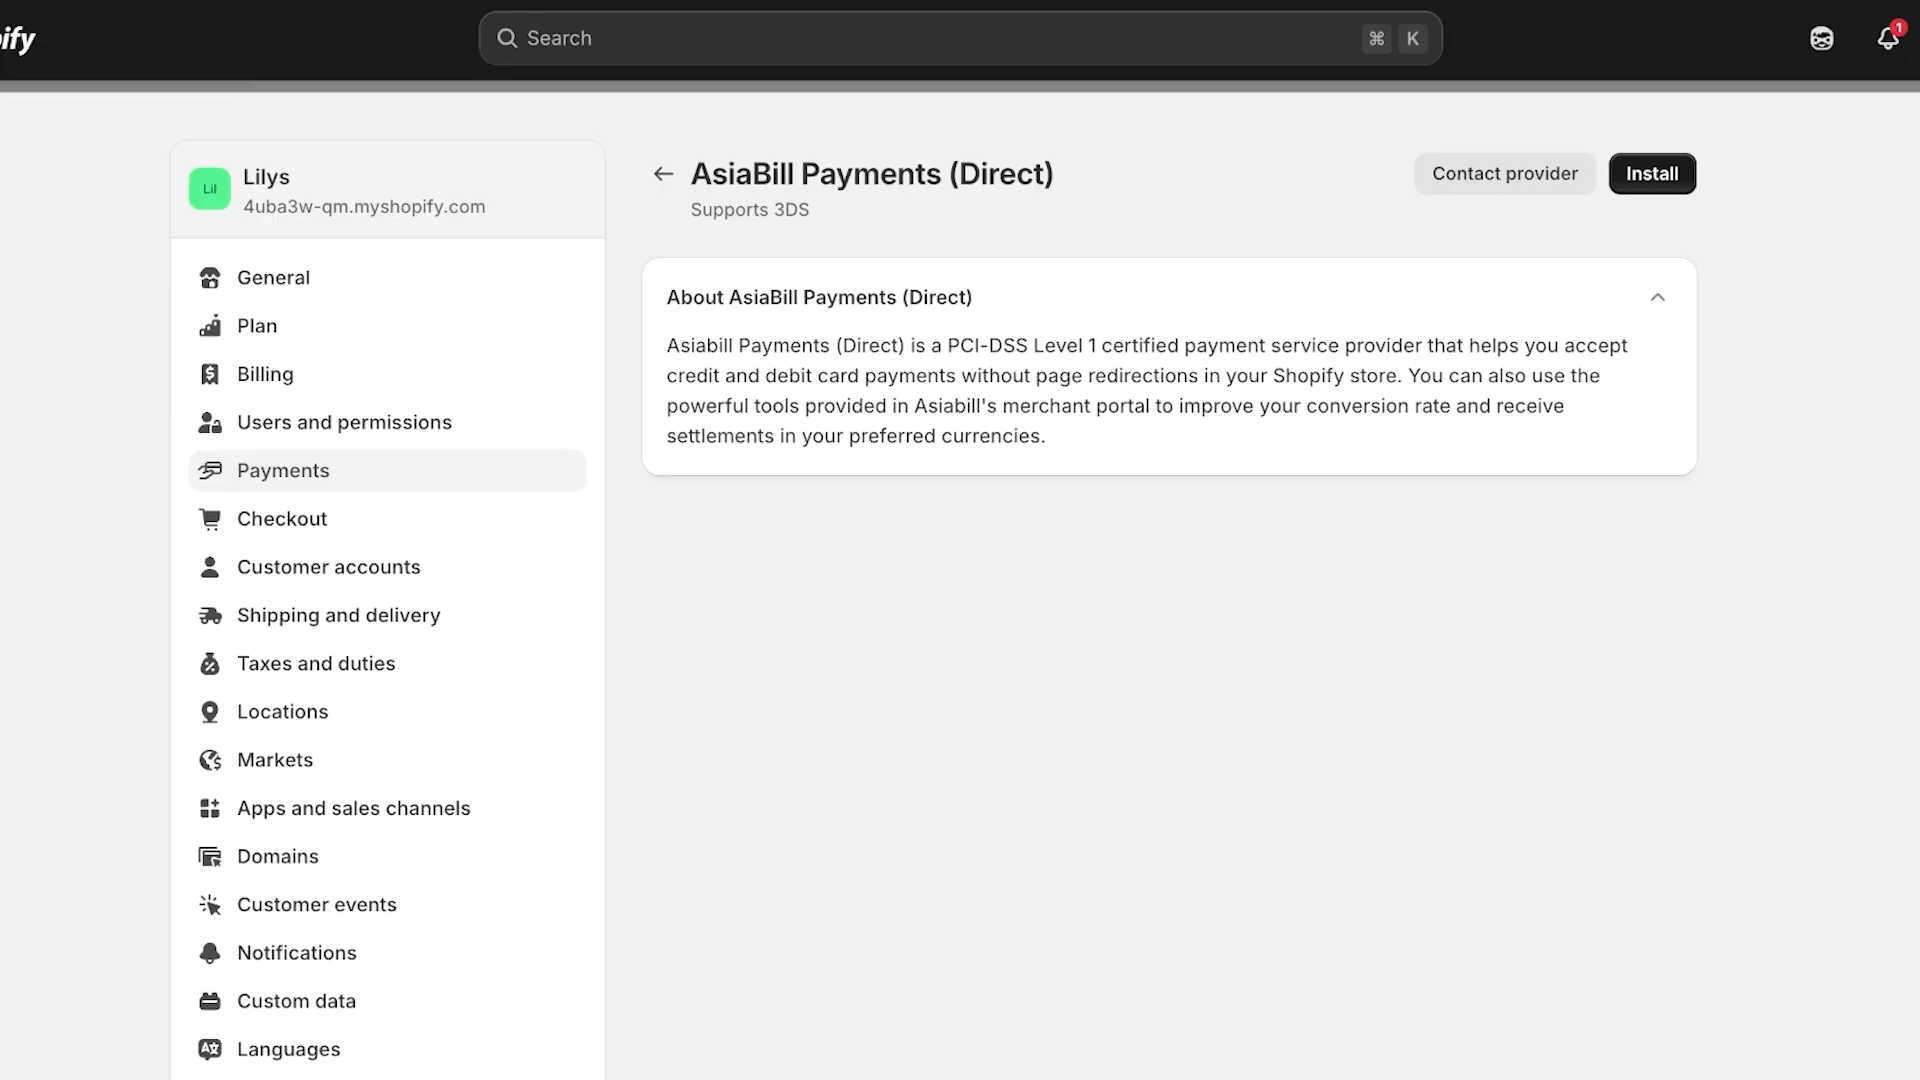 ify
Search
⌘ K
1
Lil
Lilys
4uba3w-qm.myshopify.com
General
Plan
Billing
Users and permissions
Payments
Checkout
Customer accounts
Shipping and delivery
Taxes and duties
Locations
Markets
Apps and sales channels
Domains
Customer events
Notifications
Custom data
Languages
AsiaBill Payments (Direct)
Supports 3DS
Contact provider
Install
About AsiaBill Payments (Direct)
Asiabill Payments (Direct) is a PCI-DSS Level 1 certified payment service provider that helps you accept
credit and debit card payments without page redirections in your Shopify store. You can also use the
powerful tools provided in Asiabill's merchant portal to improve your conversion rate and receive
settlements in your preferred currencies.